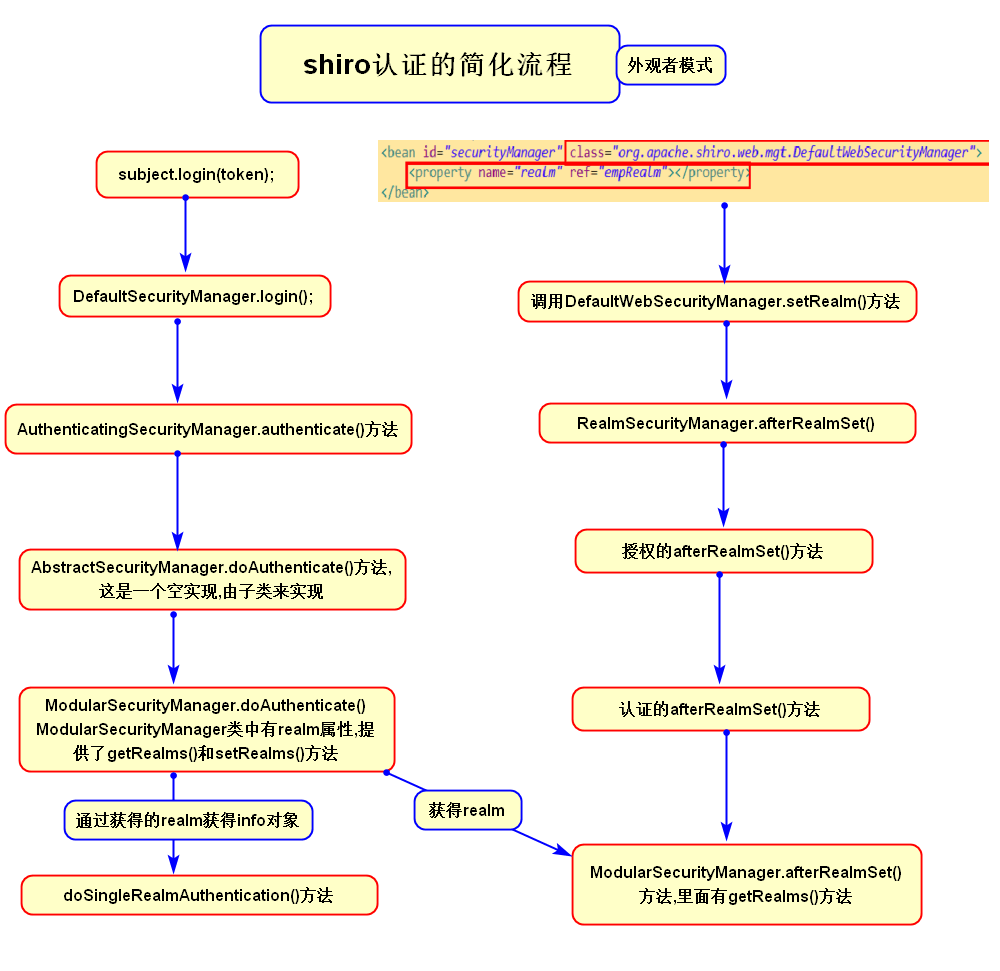 shiro认证的简化流程
外观者模式
subject.login(token);
DefaultSecurityManager.login();
AuthenticatingSecurityManager.authenticate()方法
AbstractSecurityManager.doAuthenticate()方法,
这是一个空实现,由子类来实现
ModularSecurityManager.doAuthenticate()
ModularSecurityManager类中有realm属性,提
供了getRealms()和setRealms()方法
通过获得的realm获得info对象
doSingleRealmAuthentication()方法
获得realm
<bean id="securityManager" class="org.apache.shiro.web.mgt.DefaultWebSecurityManager">
<property name="realm" ref="empRealm"></property>
</bean>
调用DefaultWebSecurityManager.setRealm()方法
RealmSecurityManager.afterRealmSet()
授权的afterRealmSet()方法
认证的afterRealmSet()方法
ModularSecurityManager.afterRealmSet()
方法,里面有getRealms()方法